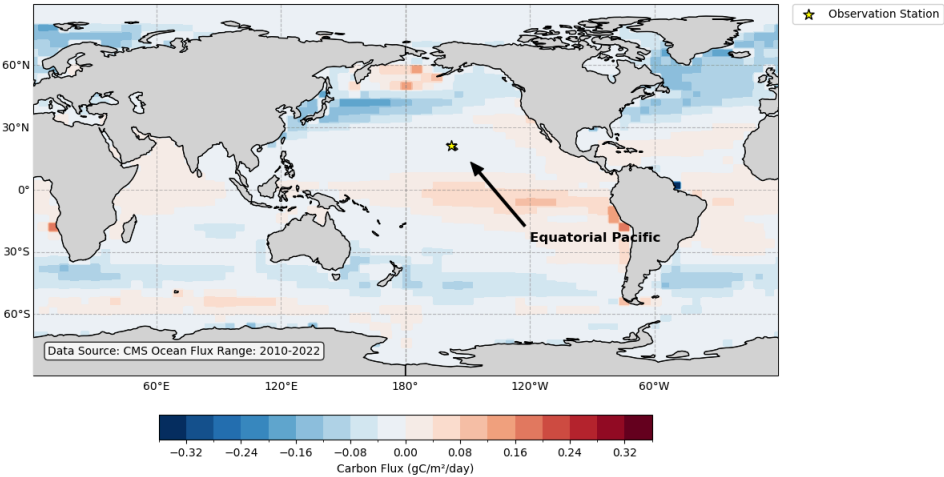 Observation Station
60°N
30°N
0°
30°S
60°S
Equatorial Pacific
Data Source: CMS Ocean Flux Range: 2010-2022
60°E 120°E 180° 120°W 60°W
−0.32 −0.24 −0.16 −0.08 0.00 0.08 0.16 0.24 0.32
Carbon Flux (gC/m²/day)